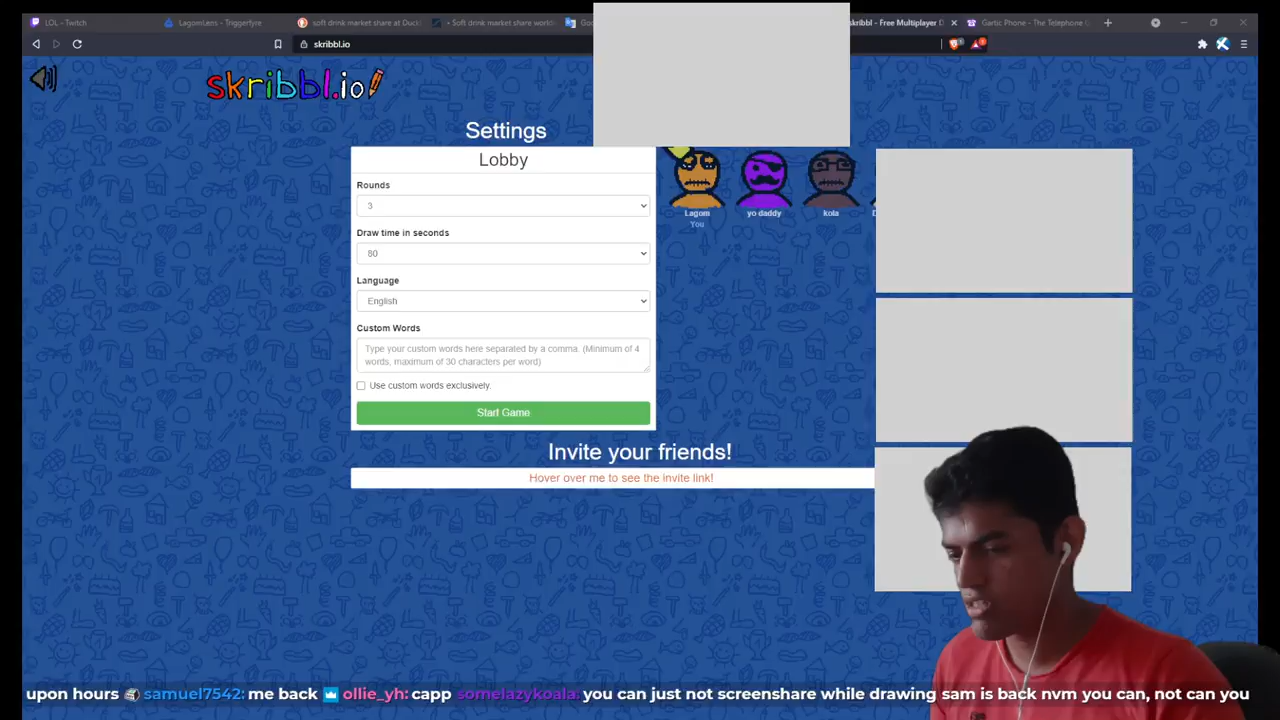 LOL - Twitch
LagomLens - Triggerfyre
soft drink market share at Duck
- Soft drink market share world
Goo
skribbl - Free Multiplayer D
Gartic Phone - The Telephone G
skribbl.io
skribbl.io
Settings
Lobby
Rounds
3
Draw time in seconds
80
Language
English
Custom Words
Type your custom words here separated by a comma. (Minimum of 4
words, maximum of 30 characters per word)
Use custom words exclusively.
Start Game
Lagom
You
yo daddy
kola
Invite your friends!
Hover over me to see the invite link!
upon hours samuel7542: me back ollie_yh: capp somelazykoala: you can just not screenshare while drawing sam is back nvm you can, not can you